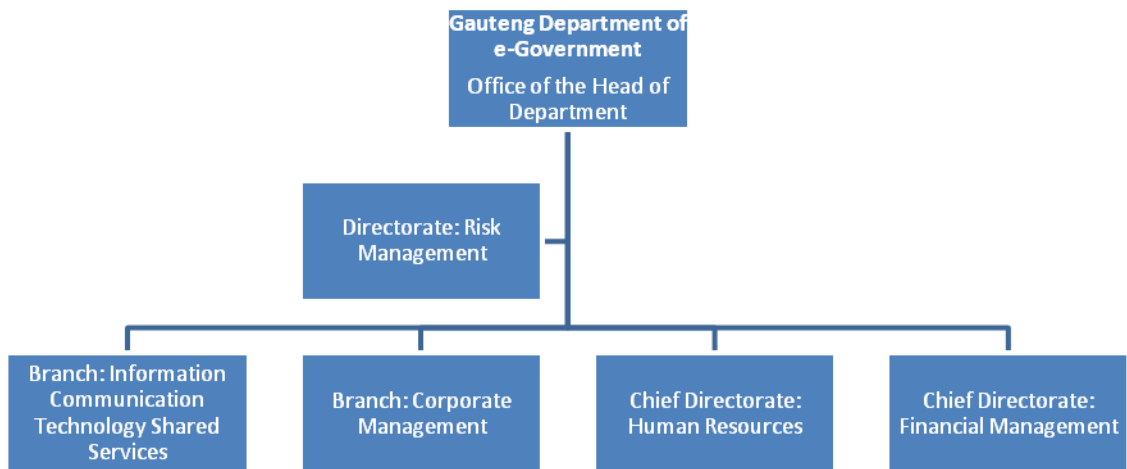 Gauteng Department of
e-Government
Office of the Head of
Department
Directorate: Risk
Management
Branch: Information
Communication
Technology Shared
Services
Branch: Corporate
Management
Chief Directorate:
Human Resources
Chief Directorate:
Financial Management